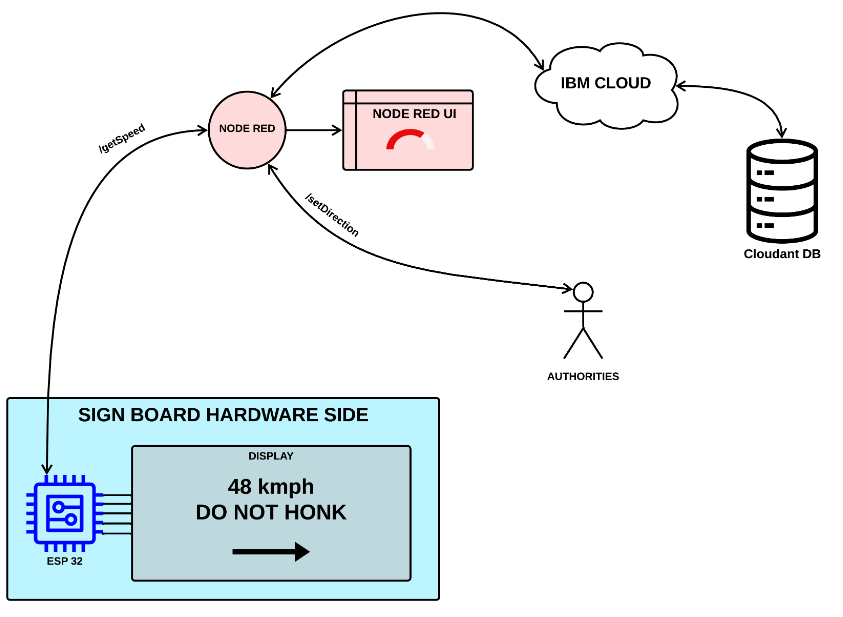 IBM CLOUD
NODE RED UI
NODE RED
/getSpeed
/setDirection
Cloudant DB
AUTHORITIES
SIGN BOARD HARDWARE SIDE
DISPLAY
48 kmph
DO NOT HONK
ESP 32